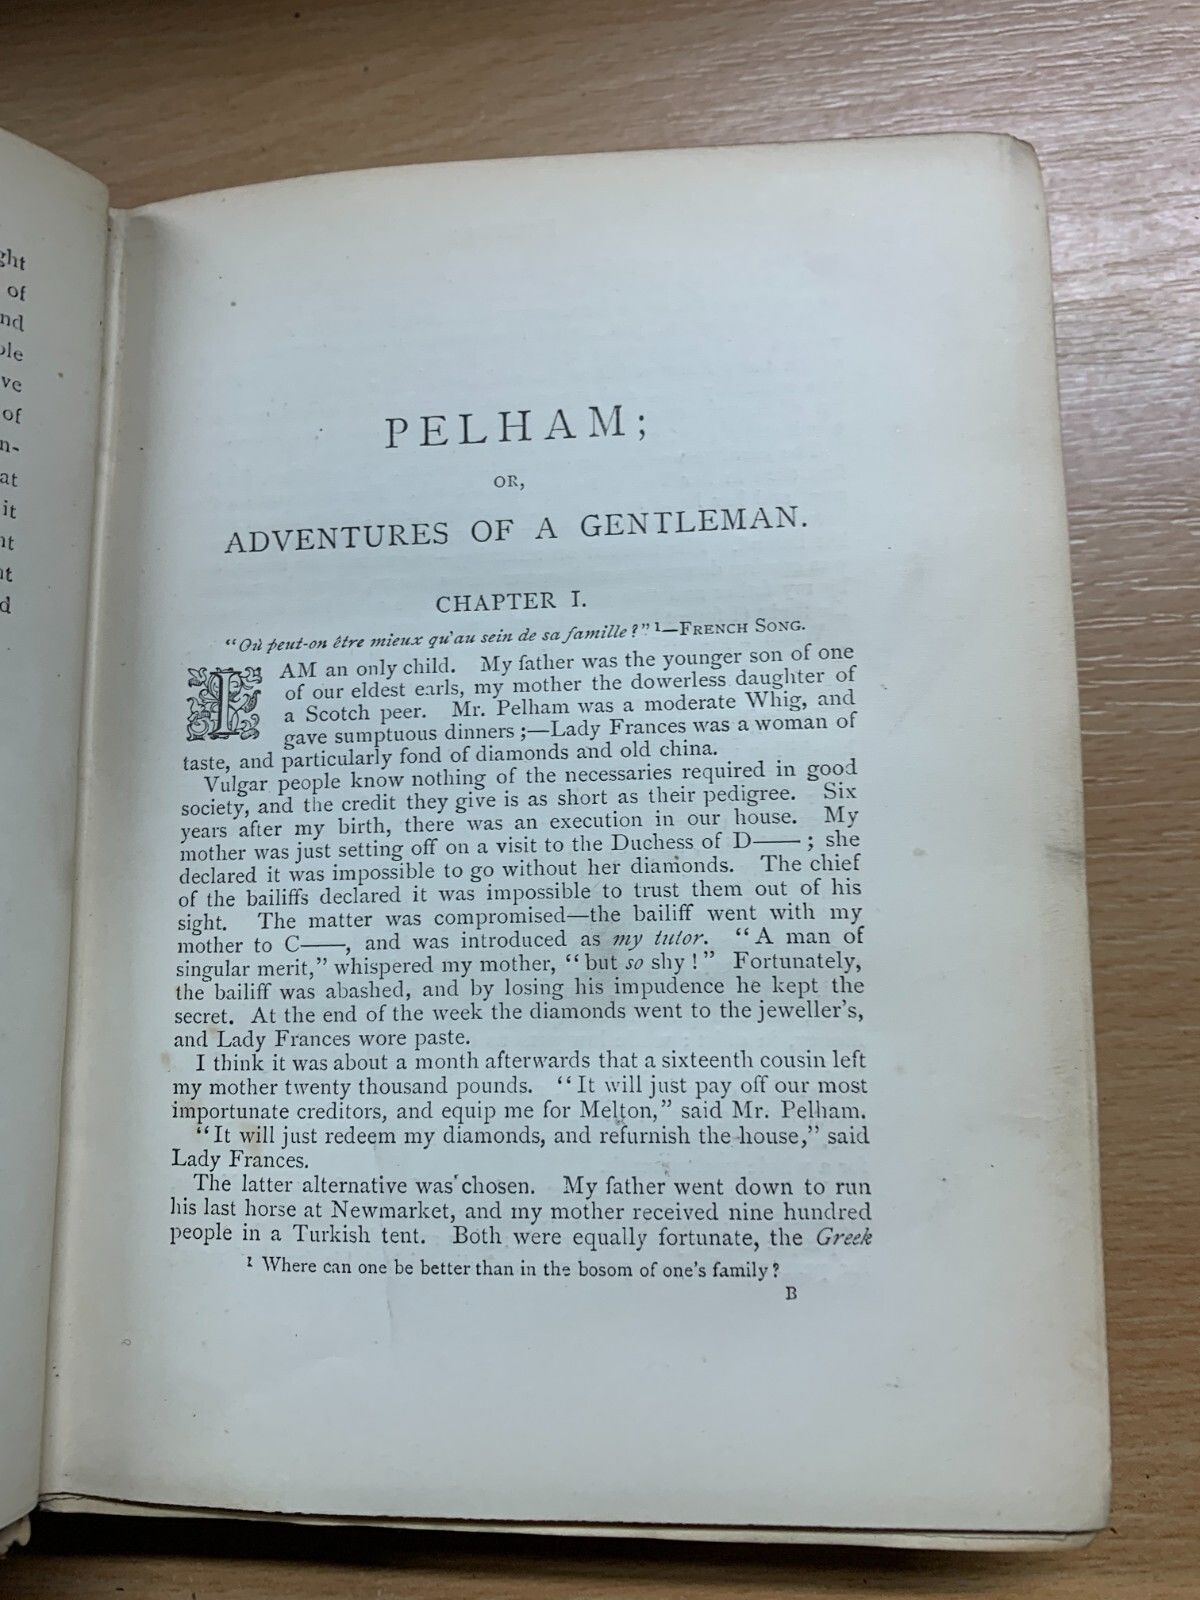 ght
of
nd
ple
ve
of
n-
at
it
nt
at
d
PELHAM;
OR,
ADVENTURES OF A GENTLEMAN.
CHAPTER I.
"Où peut-on être mieux qu'au sein de sa famille?" 1—FRENCH SONG.
I AM an only child. My father was the younger son of one
of our eldest earls, my mother the dowerless daughter of
a Scotch peer. Mr. Pelham was a moderate Whig, and
gave sumptuous dinners;—Lady Frances was a woman of
taste, and particularly fond of diamonds and old china.
Vulgar people know nothing of the necessaries required in good
society, and the credit they give is as short as their pedigree. Six
years after my birth, there was an execution in our house. My
mother was just setting off on a visit to the Duchess of D——; she
declared it was impossible to go without her diamonds. The chief
of the bailiffs declared it was impossible to trust them out of his
sight. The matter was compromised—the bailiff went with my
mother to C——, and was introduced as my tutor. "A man of
singular merit," whispered my mother, "but so shy!" Fortunately,
the bailiff was abashed, and by losing his impudence he kept the
secret. At the end of the week the diamonds went to the jeweller's,
and Lady Frances wore paste.
I think it was about a month afterwards that a sixteenth cousin left
my mother twenty thousand pounds. "It will just pay off our most
importunate creditors, and equip me for Melton," said Mr. Pelham.
"It will just redeem my diamonds, and refurnish the house," said
Lady Frances.
The latter alternative was chosen. My father went down to run
his last horse at Newmarket, and my mother received nine hundred
people in a Turkish tent. Both were equally fortunate, the Greek
1 Where can one be better than in the bosom of one's family?
B